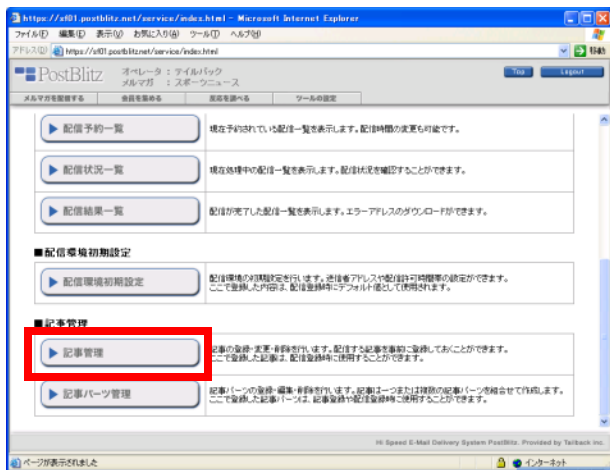 https://sf01.postblitz.net/service/index.html - Microsoft Internet Explorer
ファイル(F) 編集(E) 表示(V) お気に入り(A) ツール(T) ヘルプ(H)
アドレス(D) https://sf01.postblitz.net/service/index.html 移動
PostBlitz オペレータ : テイルバック
メルマガ : スポーツニュース
Top Logout
メルマガを配信する 会員を集める 反応を調べる ツールの設定
配信予約一覧 現在予約されている配信一覧を表示します。配信時間の変更も可能です。
配信状況一覧 現在処理中の配信一覧を表示します。配信状況を確認することができます。
配信結果一覧 配信が完了した配信一覧を表示します。エラーアドレスのダウンロードができます。
■配信環境初期設定
配信環境初期設定 配信環境の初期設定を行います。送信者アドレスや配信許可時間帯の設定ができます。
ここで登録した内容は、配信登録時にデフォルト値として使用されます。
■記事管理
記事管理 記事の登録・変更・削除を行います。配信する記事を事前に登録しておくことができます。
ここで登録した記事は、配信登録時に使用することができます。
記事パーツ管理 記事パーツの登録・編集・削除を行います。記事は一つまたは複数の記事パーツを組合せて作成します。
ここで登録した記事パーツは、記事登録や配信登録時に使用することができます。
Hi-Speed E-Mail Delivery System PostBlitz. Provided by Tailback inc.
ページが表示されました インターネット